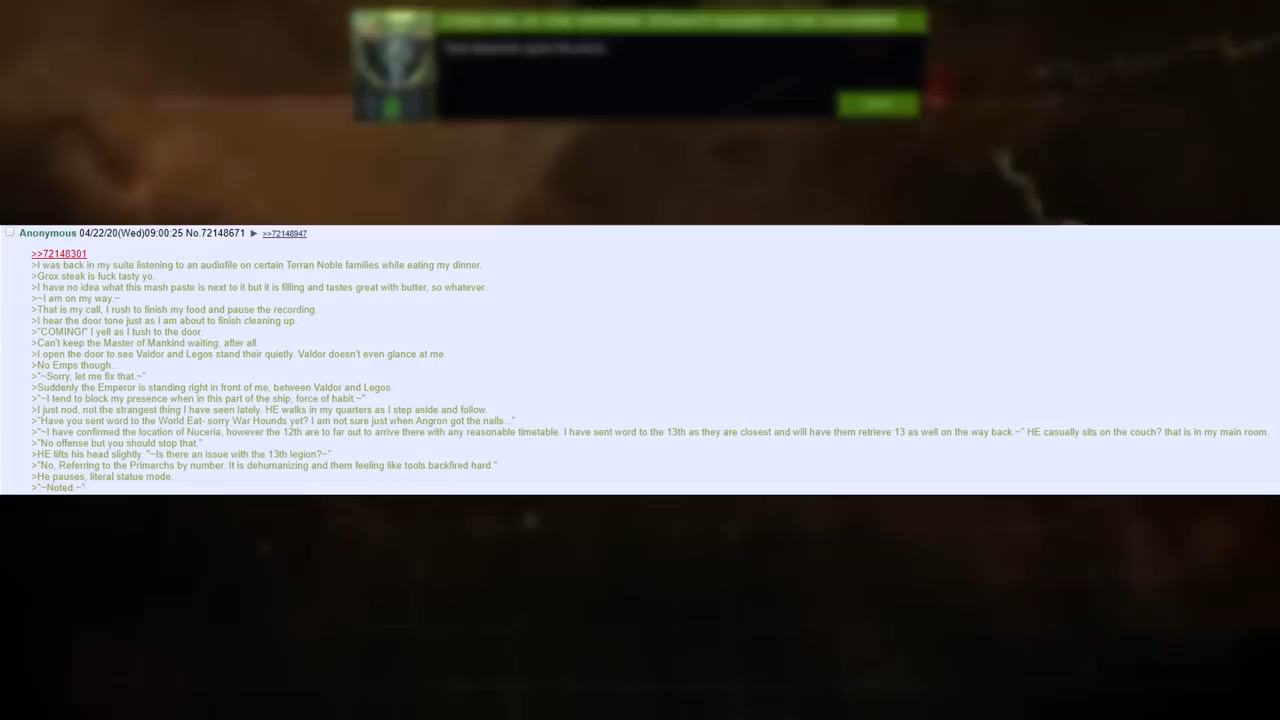 Anonymous 04/22/20(Wed)09:00:25 No.72148671 ▶ >>72148947
>>72148301
>I was back in my suite listening to an audiofile on certain Terran Noble families while eating my dinner.
>Grox steak is fuck tasty yo.
>I have no idea what this mash paste is next to it but it is filling and tastes great with butter, so whatever.
>~I am on my way.~
>That is my call, I rush to finish my food and pause the recording.
>I hear the door tone just as I am about to finish cleaning up.
>"COMING!" I yell as I tush to the door.
>Can't keep the Master of Mankind waiting, after all.
>I open the door to see Valdor and Legos stand their quietly. Valdor doesn't even glance at me.
>No Emps though...
>"~Sorry, let me fix that.~"
>Suddenly the Emperor is standing right in front of me, between Valdor and Legos.
>"~I tend to block my presence when in this part of the ship, force of habit.~"
>I just nod, not the strangest thing I have seen lately. HE walks in my quarters as I step aside and follow.
>"Have you sent word to the World Eat- sorry War Hounds yet? I am not sure just when Angron got the nails..."
>"~I have confirmed the location of Nuceria, however the 12th are to far out to arrive there with any reasonable timetable. I have sent word to the 13th as they are closest and will have them retrieve 13 as well on the way back.~" HE casually sits on the couch? that is in my main room.
>"No offense but you should stop that."
>HE lifts his head slightly. "~Is there an issue with the 13th legion?~"
>"No, Referring to the Primarchs by number. It is dehumanizing and them feeling like tools backfired hard."
>He pauses, literal statue mode.
>"~Noted.~"